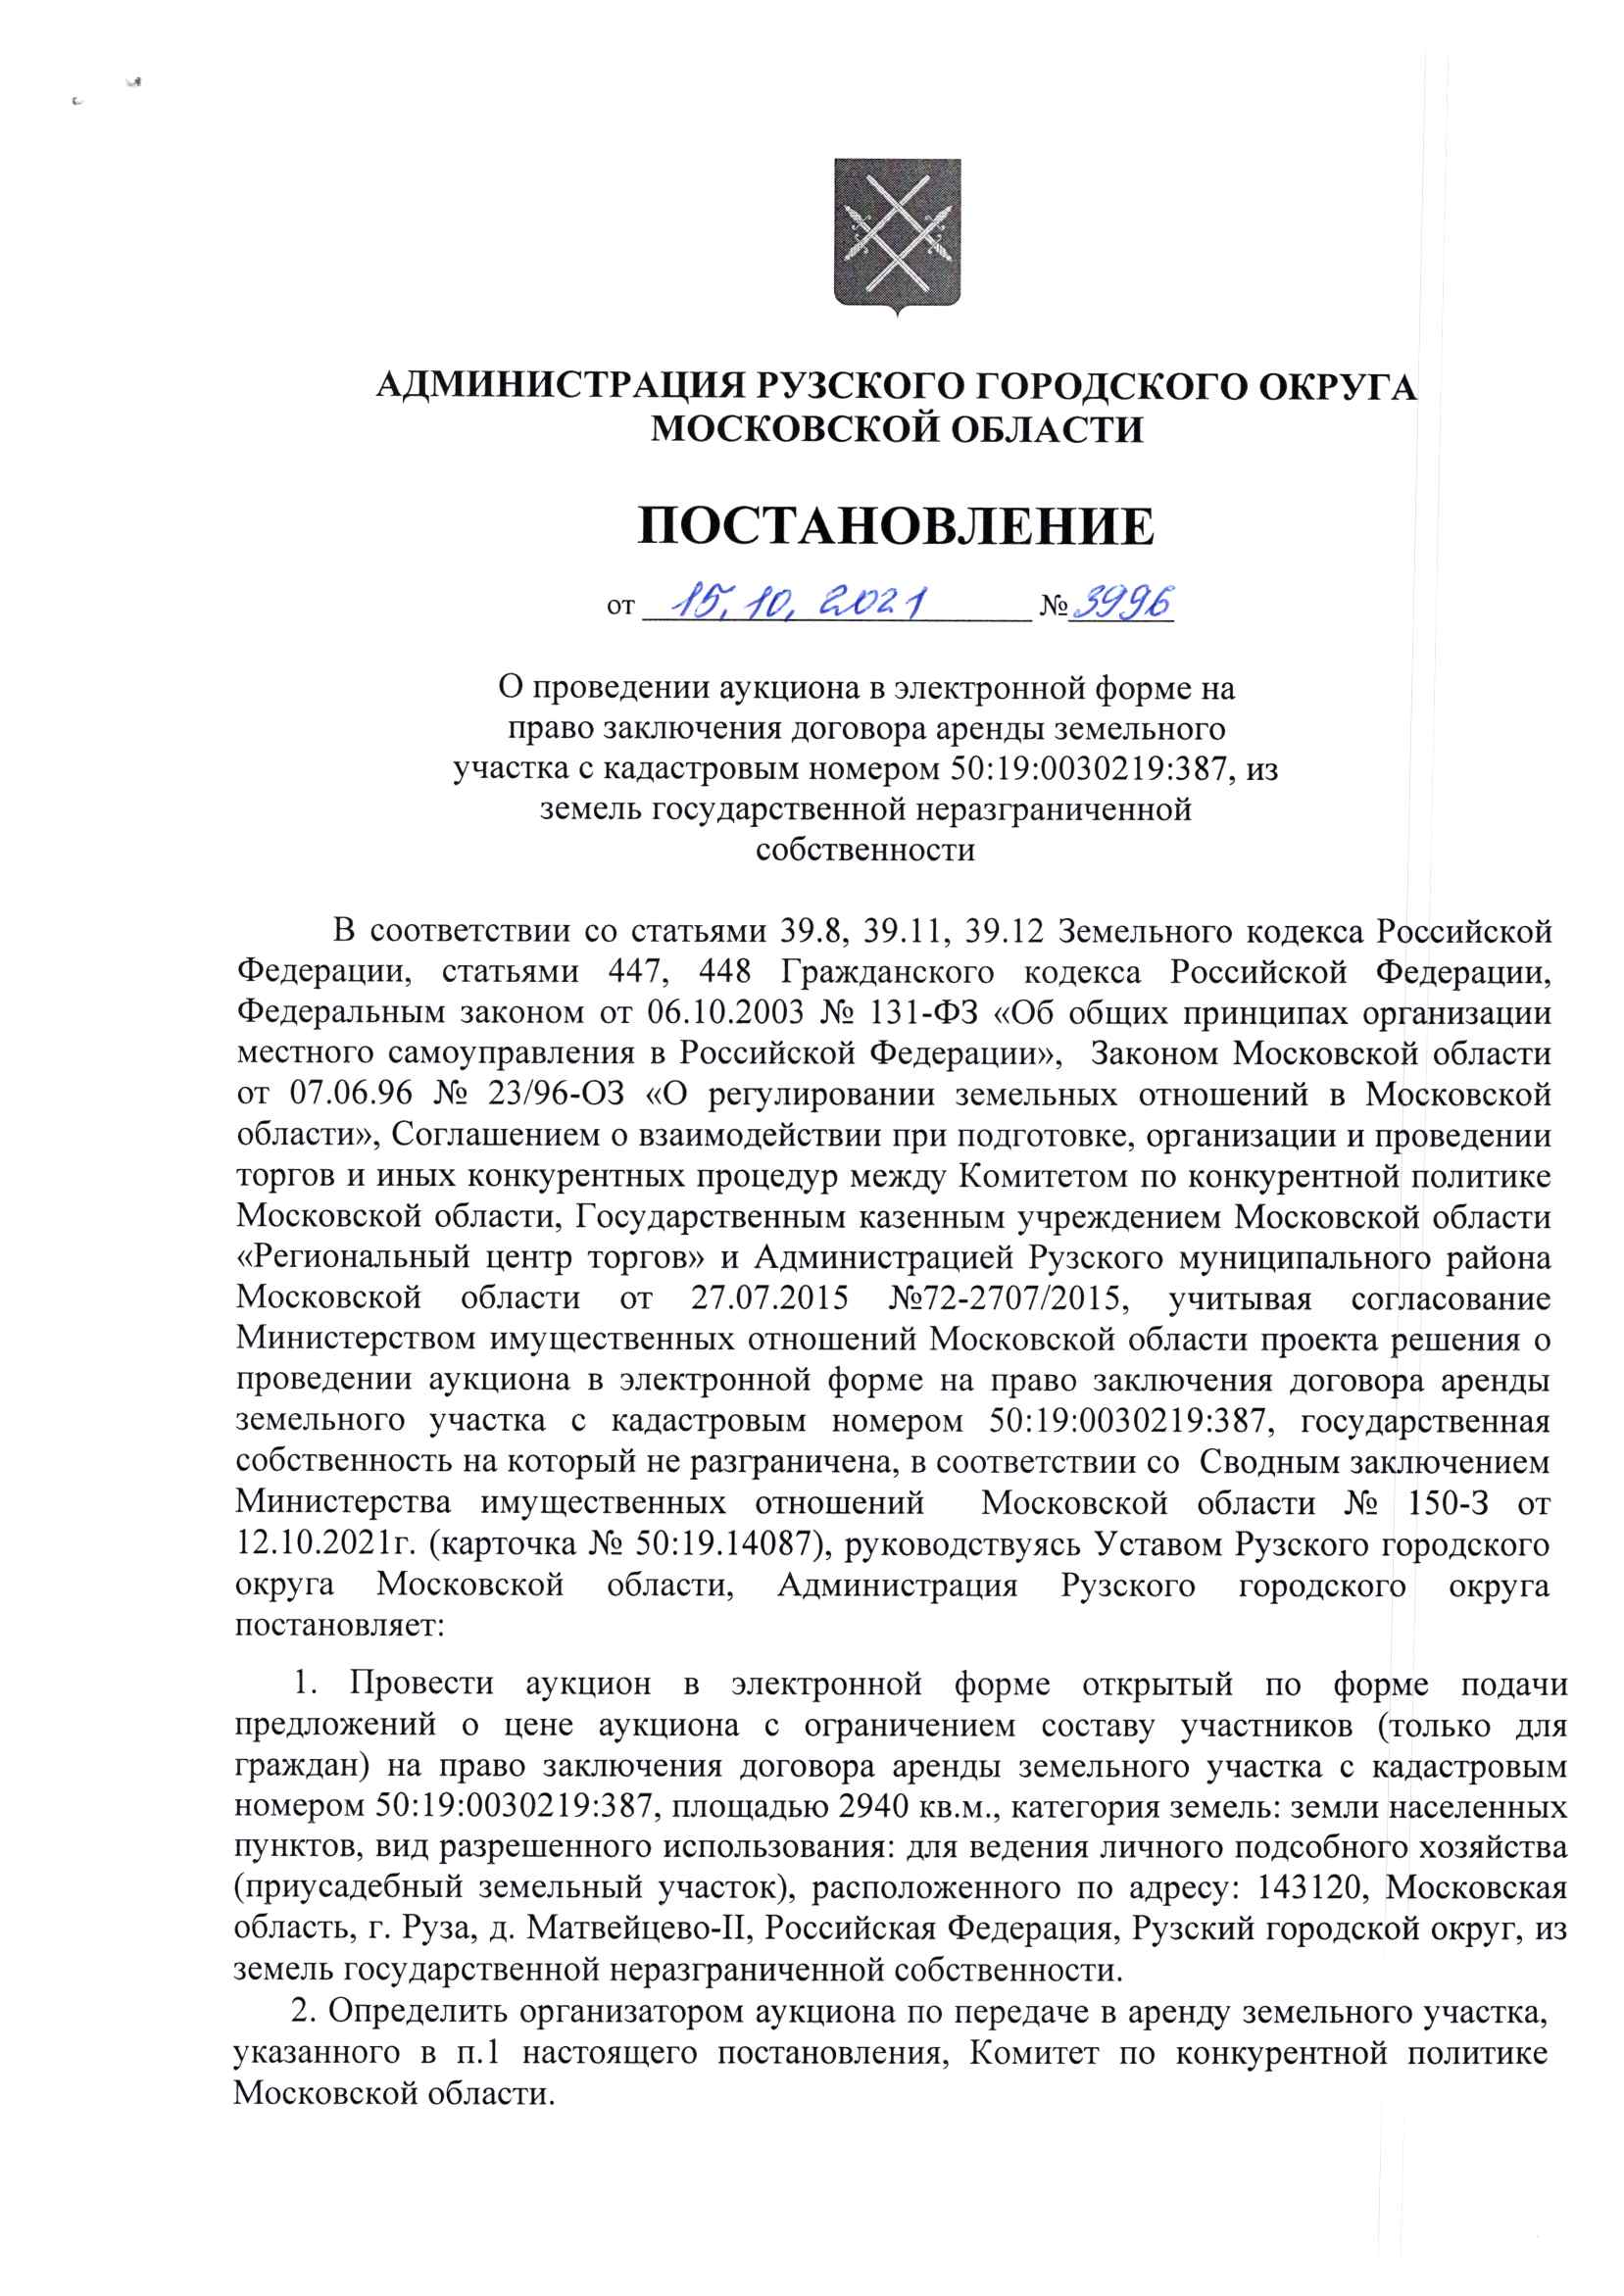 АДМИНИСТРАЦИЯ РУЗСКОГО ГОРОДСКОГО ОКРУГА
МОСКОВСКОЙ ОБЛАСТИ
ПОСТАНОВЛЕНИЕ
от 15.10.2021 № 3996
О проведении аукциона в электронной форме на
право заключения договора аренды земельного
участка с кадастровым номером 50:19:0030219:387, из
земель государственной неразграниченной
собственности
В соответствии со статьями 39.8, 39.11, 39.12 Земельного кодекса Российской
Федерации, статьями 447, 448 Гражданского кодекса Российской Федерации,
Федеральным законом от 06.10.2003 № 131-ФЗ «Об общих принципах организации
местного самоуправления в Российской Федерации», Законом Московской области
от 07.06.96 № 23/96-ОЗ «О регулировании земельных отношений в Московской
области», Соглашением о взаимодействии при подготовке, организации и проведении
торгов и иных конкурентных процедур между Комитетом по конкурентной политике
Московской области, Государственным казенным учреждением Московской области
«Региональный центр торгов» и Администрацией Рузского муниципального района
Московской области от 27.07.2015 №72-2707/2015, учитывая согласование
Министерством имущественных отношений Московской области проекта решения о
проведении аукциона в электронной форме на право заключения договора аренды
земельного участка с кадастровым номером 50:19:0030219:387, государственная
собственность на который не разграничена, в соответствии со Сводным заключением
Министерства имущественных отношений Московской области № 150-З от
12.10.2021г. (карточка № 50:19.14087), руководствуясь Уставом Рузского городского
округа Московской области, Администрация Рузского городского округа
постановляет:
1. Провести аукцион в электронной форме открытый по форме подачи
предложений о цене аукциона с ограничением составу участников (только для
граждан) на право заключения договора аренды земельного участка с кадастровым
номером 50:19:0030219:387, площадью 2940 кв.м., категория земель: земли населенных
пунктов, вид разрешенного использования: для ведения личного подсобного хозяйства
(приусадебный земельный участок), расположенного по адресу: 143120, Московская
область, г. Руза, д. Матвейцево-II, Российская Федерация, Рузский городской округ, из
земель государственной неразграниченной собственности.
2. Определить организатором аукциона по передаче в аренду земельного участка,
указанного в п.1 настоящего постановления, Комитет по конкурентной политике
Московской области.